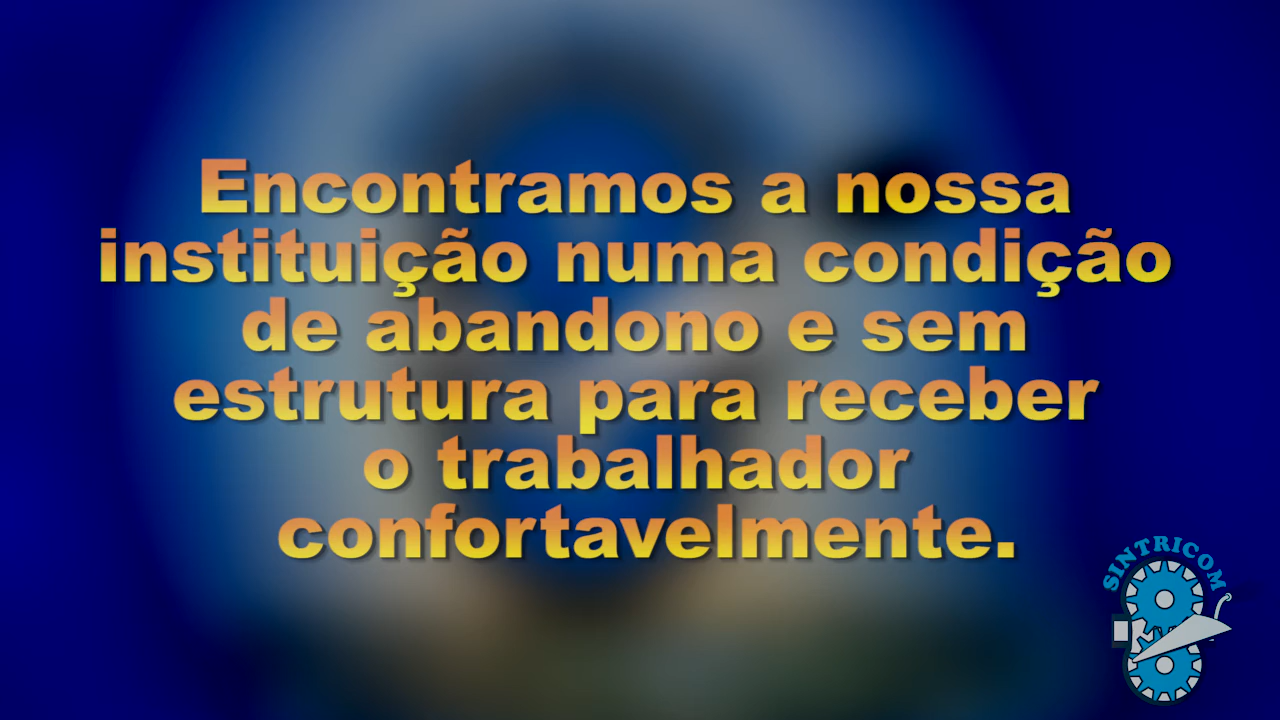 Encontramos a nossa
instituição numa condição
de abandono e sem
estrutura para receber
o trabalhador
confortavelmente.
SINTRICOM